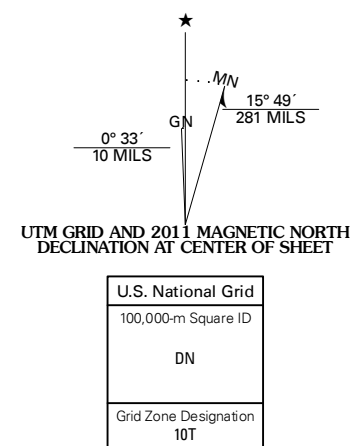 MN
GN
15° 49´
281 MILS
0° 33´
10 MILS
UTM GRID AND 2011 MAGNETIC NORTH
DECLINATION AT CENTER OF SHEET
U.S. National Grid
100,000-m Square ID
DN
Grid Zone Designation
10T